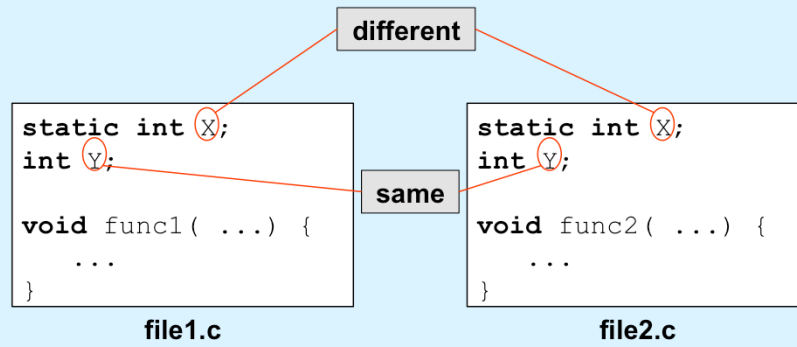 different
static int X;
int Y;
void func1( ...) {
...
}
file1.c
same
static int X;
int Y;
void func2( ...) {
...
}
file2.c